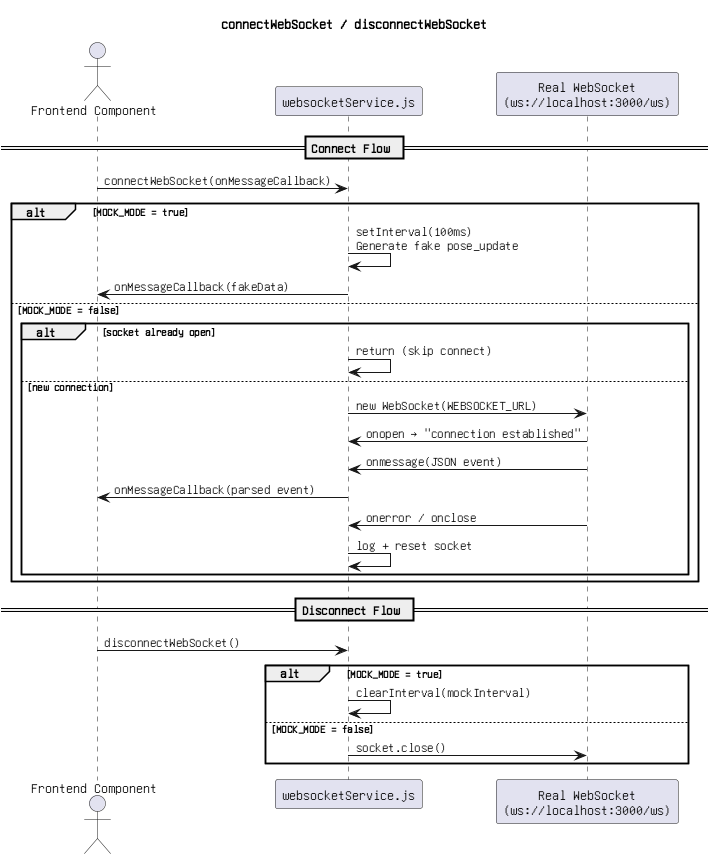 connectWebSocket / disconnectWebSocket
Frontend Component
websocketService.js
Real WebSocket
(ws://localhost:3000/ws)
Connect Flow
connectWebSocket(onMessageCallback)
alt
[MOCK_MODE = true]
setInterval(100ms)
Generate fake pose_update
onMessageCallback(fakeData)
[MOCK_MODE = false]
alt
[socket already open]
return (skip connect)
[new connection]
new WebSocket(WEBSOCKET_URL)
onopen → "connection established"
onmessage(JSON event)
onMessageCallback(parsed event)
onerror / onclose
log + reset socket
Disconnect Flow
disconnectWebSocket()
alt
[MOCK_MODE = true]
clearInterval(mockInterval)
[MOCK_MODE = false]
socket.close()
Frontend Component
websocketService.js
Real WebSocket
(ws://localhost:3000/ws)